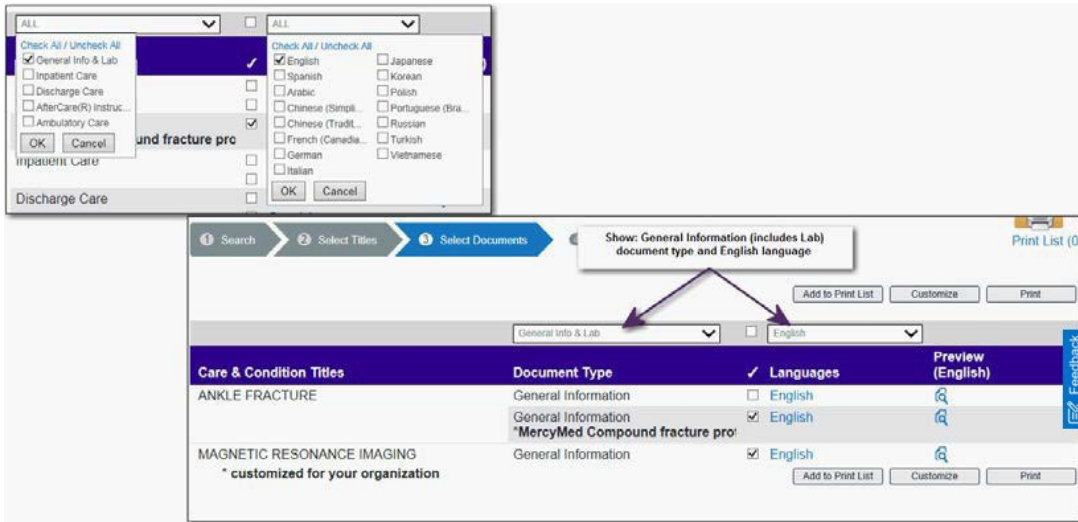 ALL ALL
Check All / Uncheck All
General Info & Lab
Inpatient Care
Discharge Care
AfterCare(R) Instruc...
Ambulatory Care
OK Cancel
Check All / Uncheck All
English Japanese
Spanish Korean
Arabic Polish
Chinese (Simpli... Portuguese (Bra...
Chinese (Tradit... Russian
French (Canadia... Turkish
German Vietnamese
Italian
OK Cancel
und fracture pro
Inpatient Care
Discharge Care
1 Search 2 Select Titles 3 Select Documents
Show: General Information (includes Lab)
document type and English language
Print List (0
Add to Print List Customize Print
General Info & Lab English
Care & Condition Titles Document Type ✓ Languages Preview
(English)
ANKLE FRACTURE General Information English
General Information English
*MercyMed Compound fracture prot
MAGNETIC RESONANCE IMAGING General Information English
* customized for your organization
Add to Print List Customize Print
Feedback